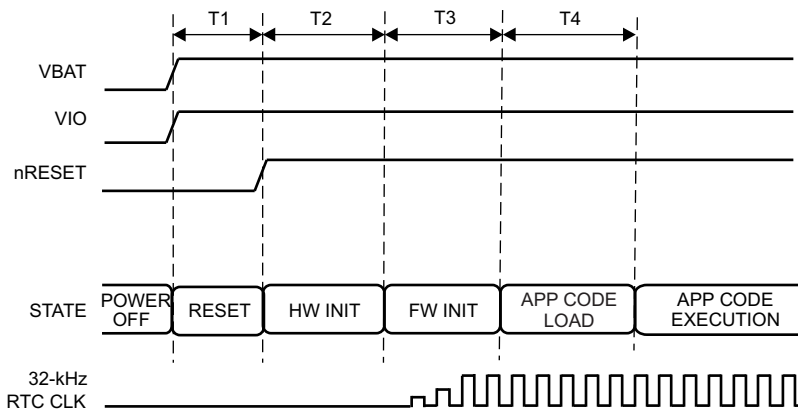 T1 T2 T3 T4
VBAT
VIO
nRESET
STATE
POWER
OFF
RESET
HW INIT
FW INIT
APP CODE
LOAD
APP CODE
EXECUTION
32-kHz
RTC CLK